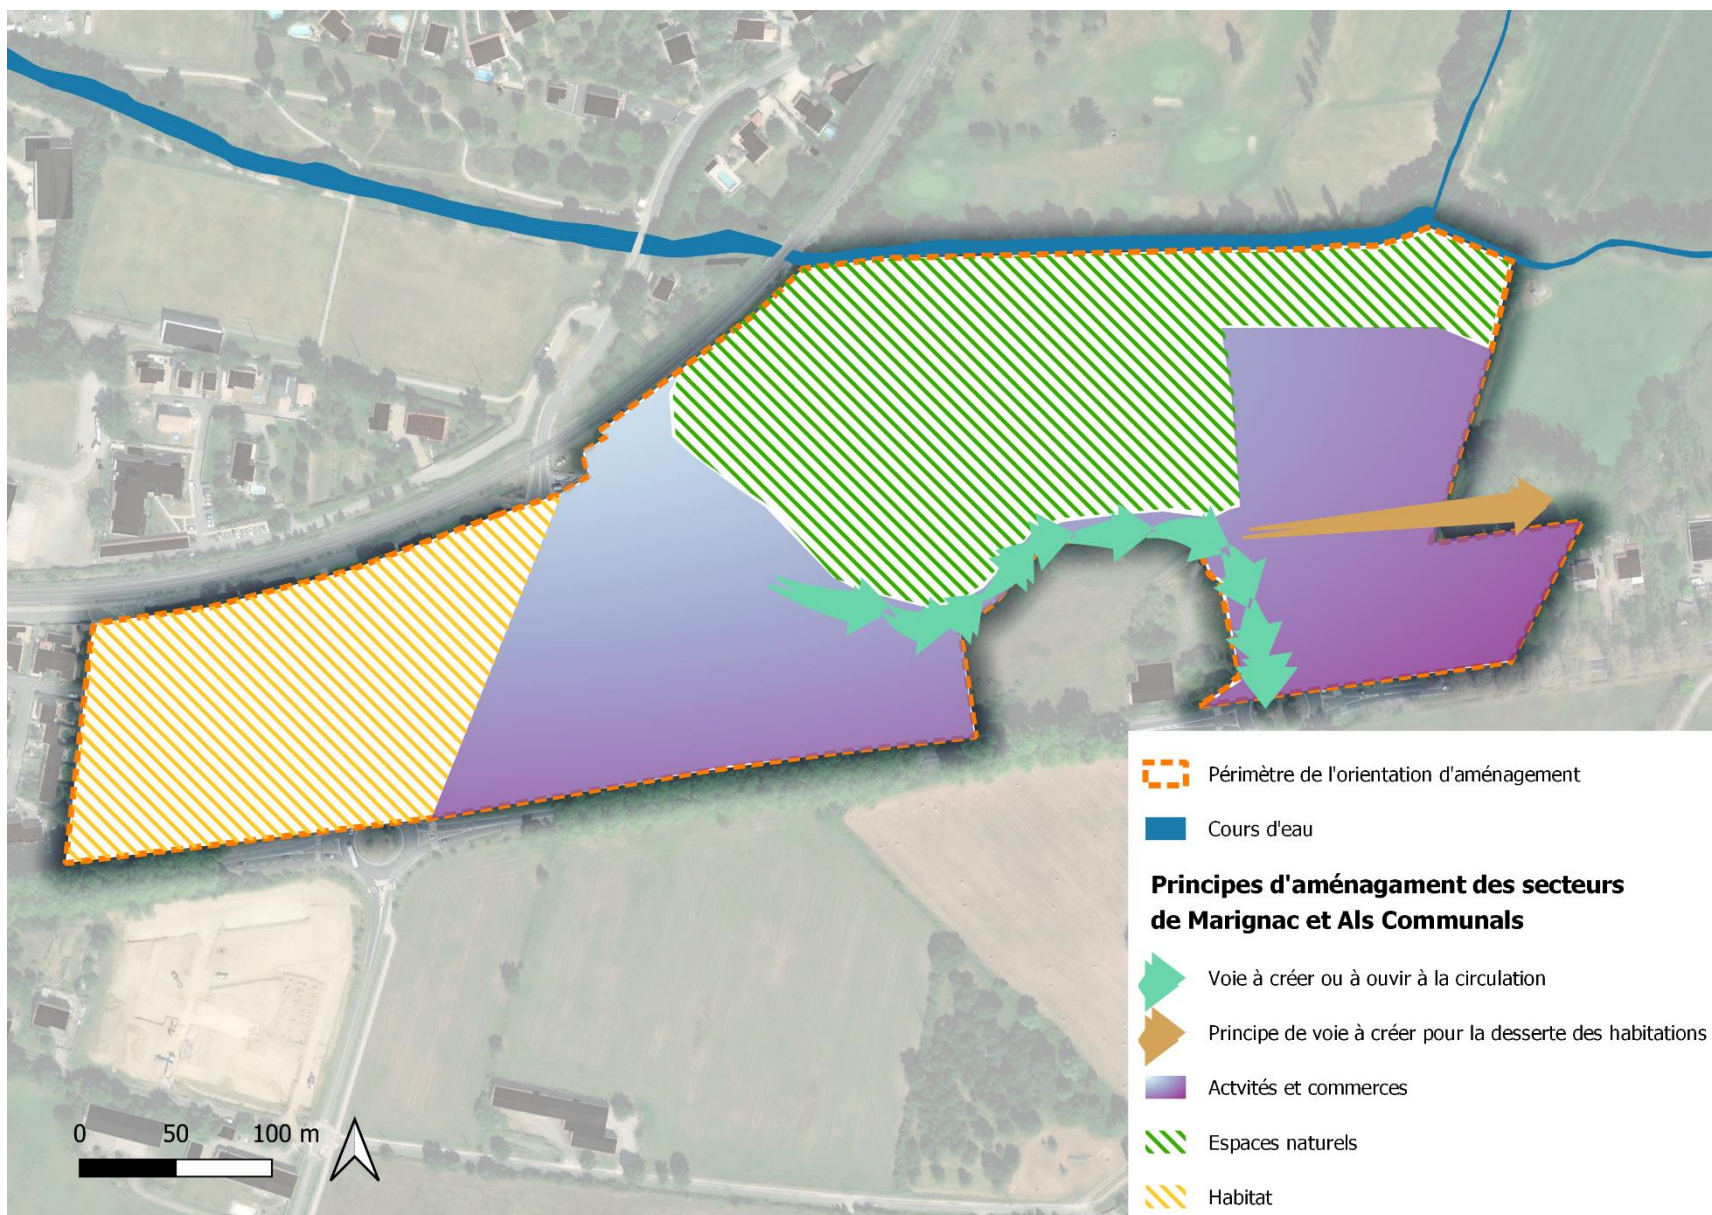 Périmètre de l'orientation d'aménagement
Cours d'eau
Principes d'aménagament des secteurs
de Marignac et Als Communals
Voie à créer ou à ouvir à la circulation
Principe de voie à créer pour la desserte des habitations
Actvités et commerces
Espaces naturels
Habitat
0 50 100 m